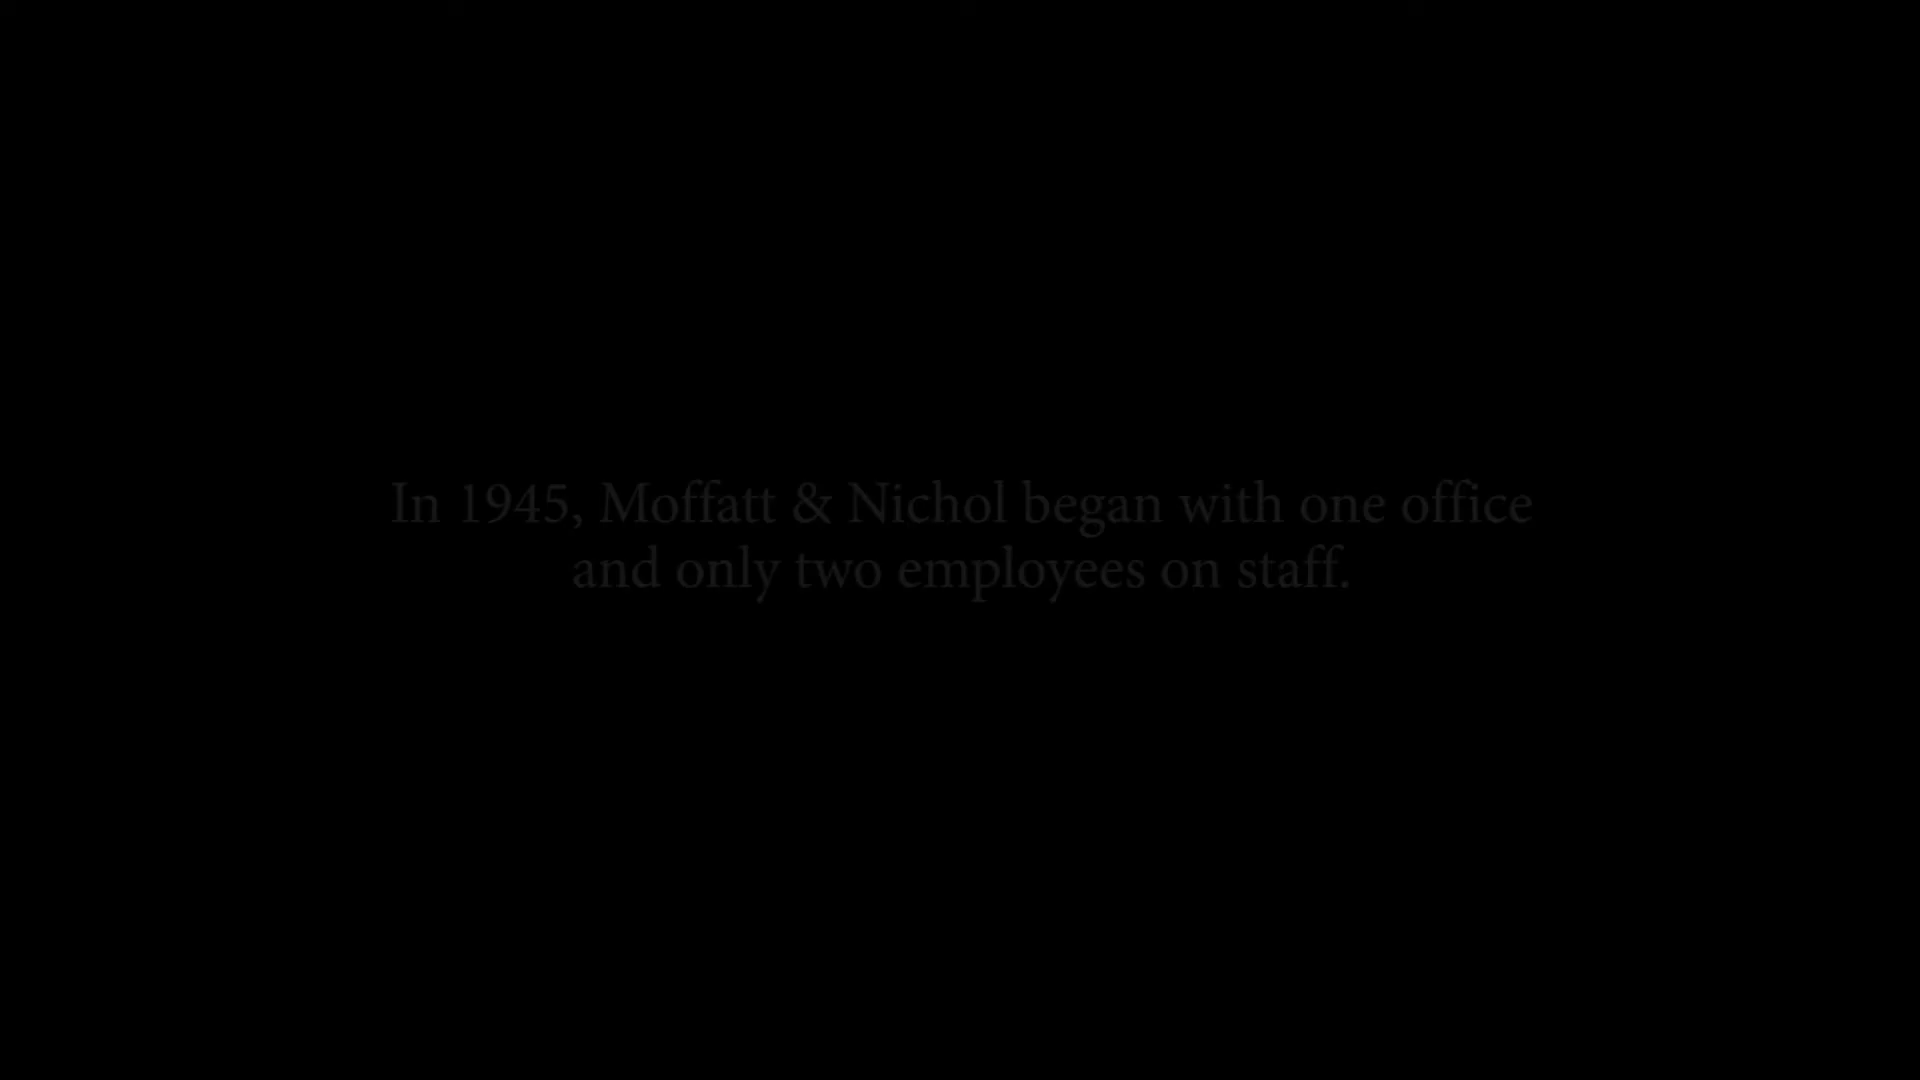 In 1945, Moffatt & Nichol began with one office
and only two employees on staff.